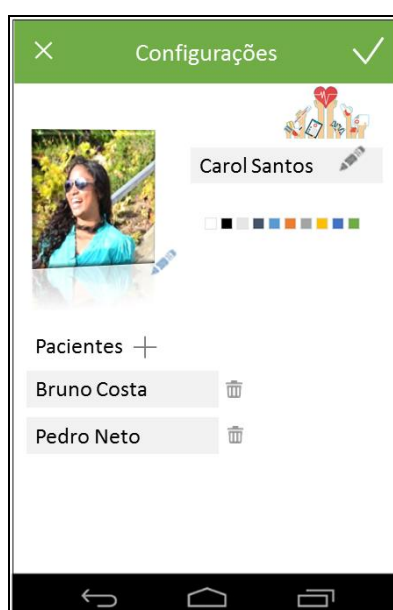 Configurações
Carol Santos
Pacientes
Bruno Costa
Pedro Neto